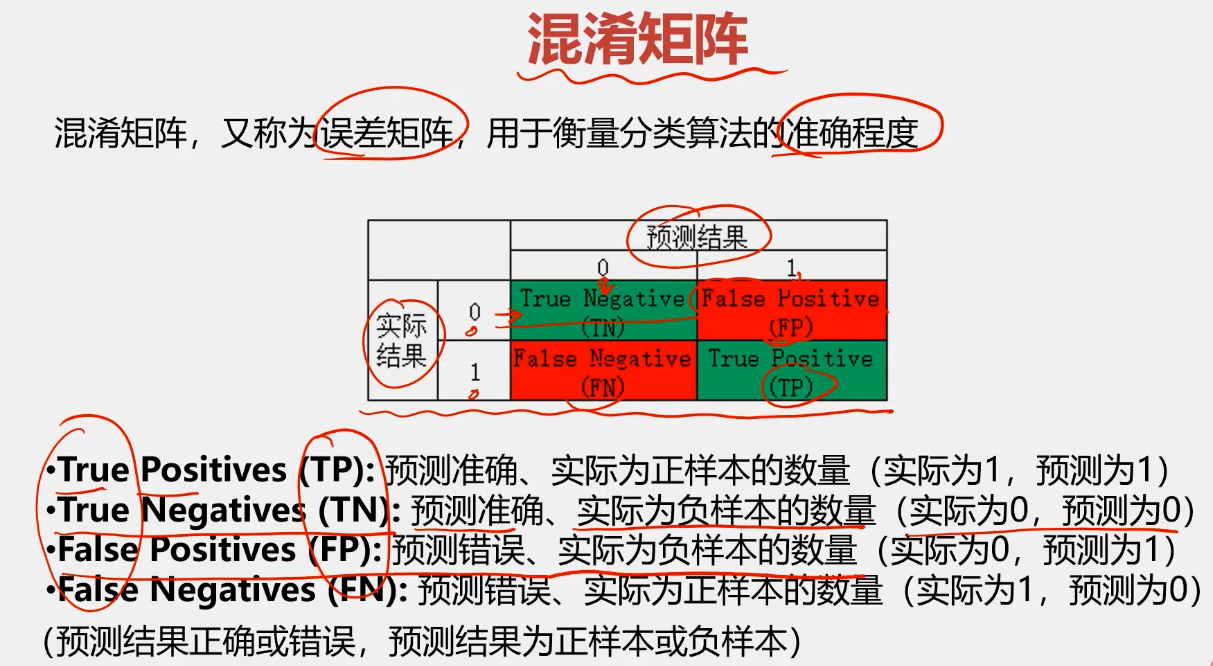 混淆矩阵
混淆矩阵，又称为误差矩阵，用于衡量分类算法的准确程度
预测结果
0 1
实际结果
0 True Negative (TN) False Positive (FP)
1 False Negative (FN) True Positive (TP)
•True Positives (TP): 预测准确、实际为正样本的数量（实际为1，预测为1）
•True Negatives (TN): 预测准确、实际为负样本的数量（实际为0，预测为0）
•False Positives (FP): 预测错误、实际为负样本的数量（实际为0，预测为1）
•False Negatives (FN): 预测错误、实际为正样本的数量（实际为1，预测为0）
（预测结果正确或错误，预测结果为正样本或负样本）